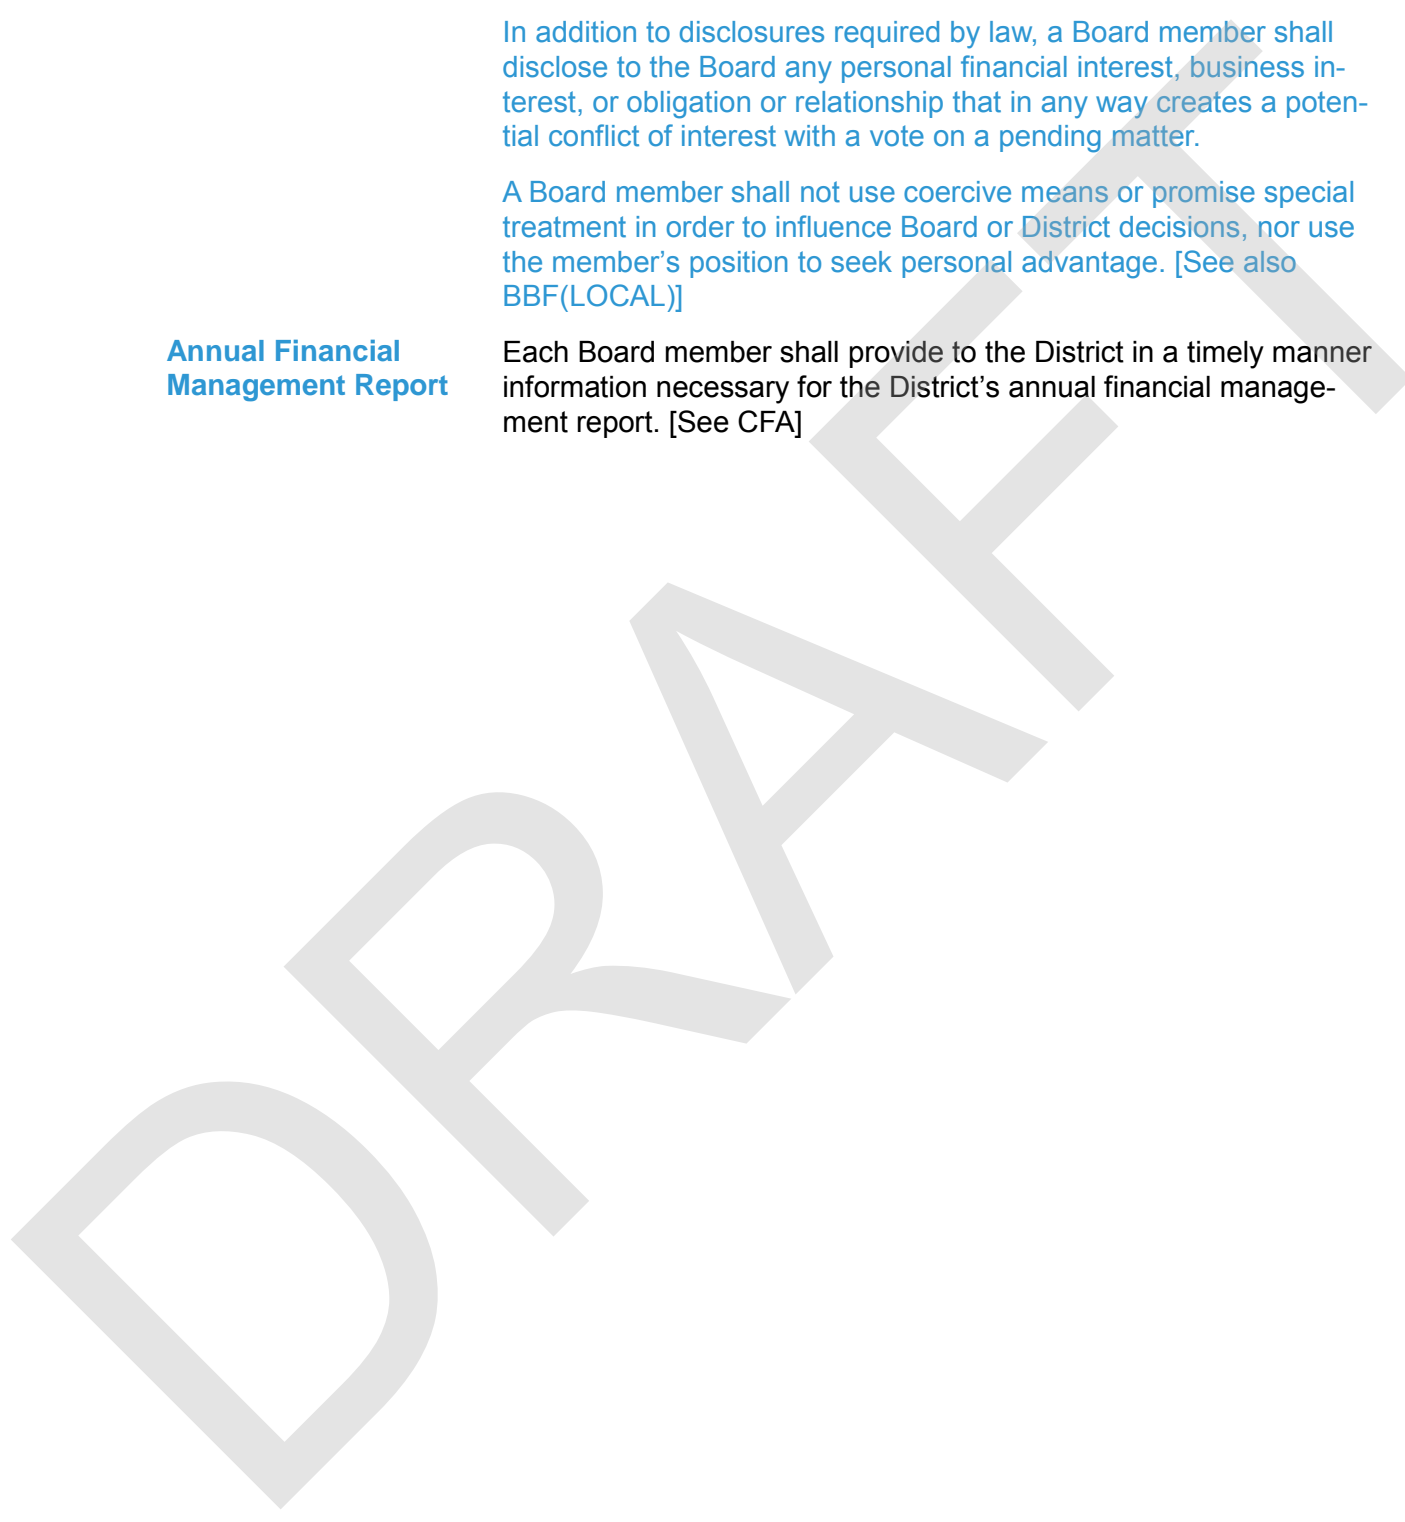 In addition to disclosures required by law, a Board member shall
disclose to the Board any personal financial interest, business in-
terest, or obligation or relationship that in any way creates a poten-
tial conflict of interest with a vote on a pending matter.
A Board member shall not use coercive means or promise special
treatment in order to influence Board or District decisions, nor use
the member’s position to seek personal advantage. [See also
BBF(LOCAL)]
Annual Financial
Management Report
Each Board member shall provide to the District in a timely manner
information necessary for the District’s annual financial manage-
ment report. [See CFA]
DRAFT